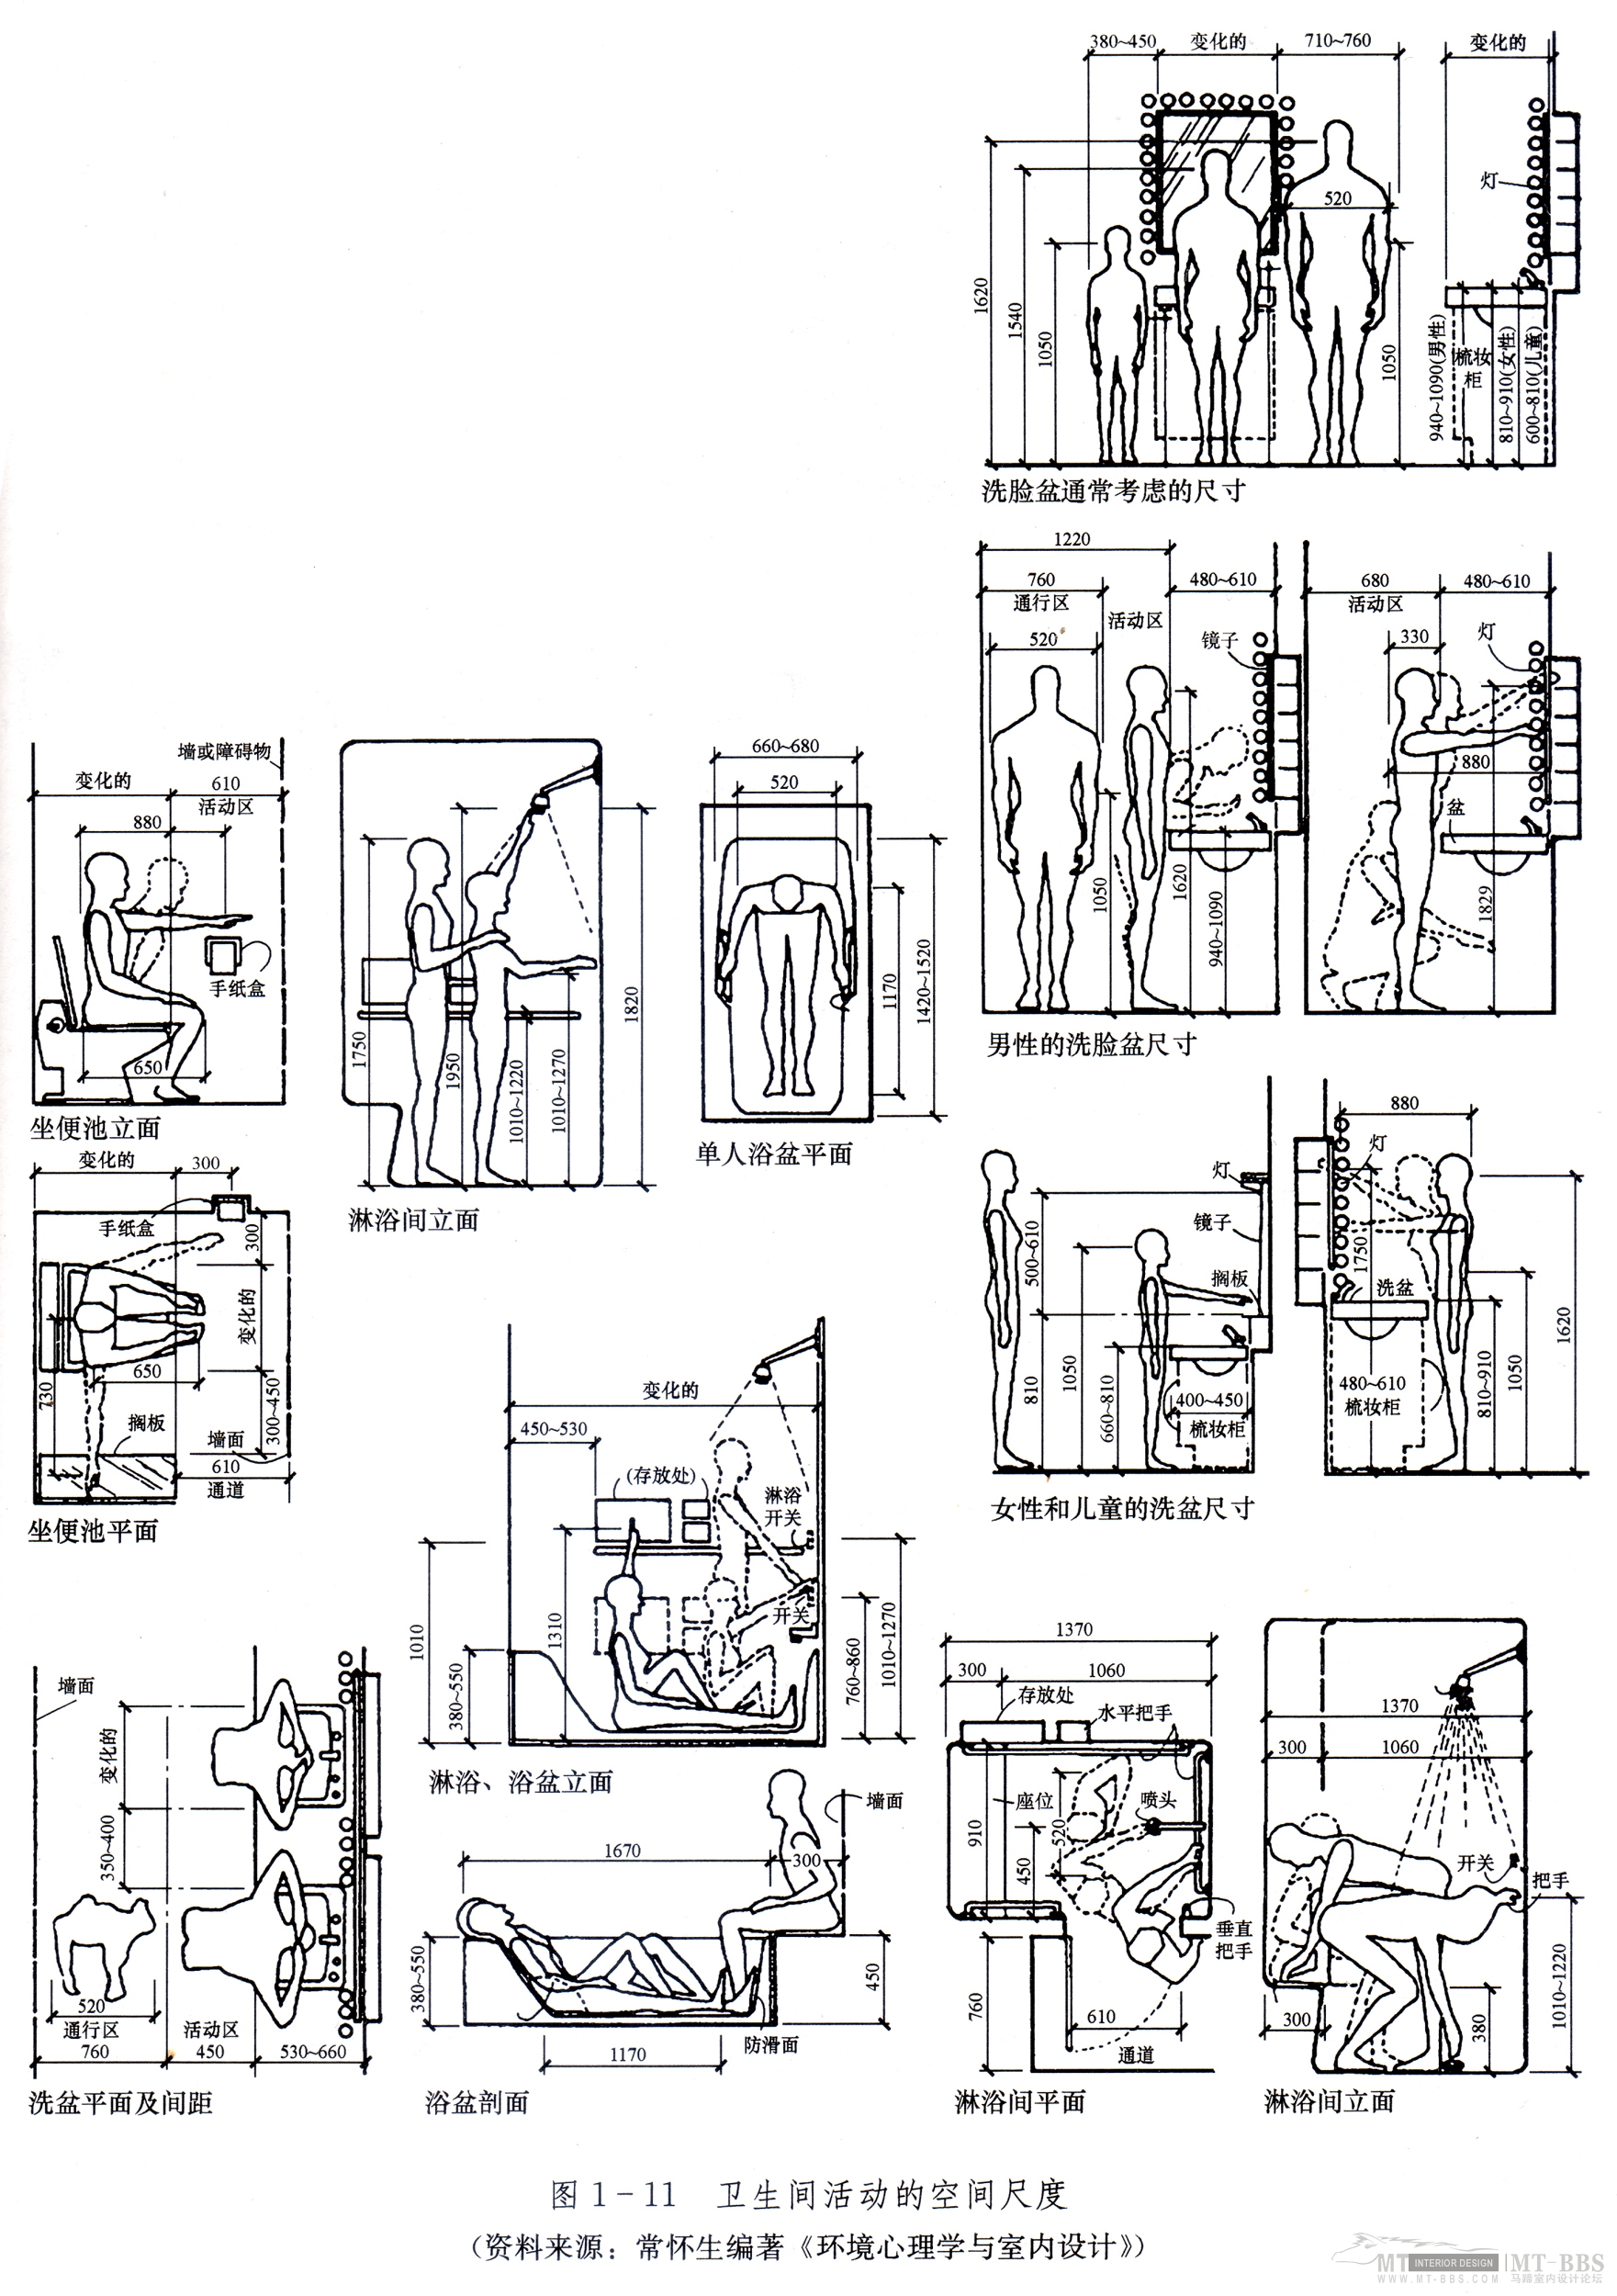 380~450 变化的 710~760 变化的
灯
520
1620
1540
1050
1050
940~1090(男性)
梳妆
柜
810~910(女性)
600~810(儿童)
洗脸盆通常考虑的尺寸
1220
760 480~610 680 480~610
通行区 活动区 活动区
520 镜子 330 灯
880
盆
1050
1620
940~1090
1829
男性的洗脸盆尺寸
墙或障碍物
变化的 610
活动区
880
手纸盒
650
坐便池立面
1750
1950
1010~1220
1010~1270
1820
淋浴间立面
660~680
520
1170
1420~1520
单人浴盆平面
变化的 300
手纸盒
300
变化的
650
730
搁板
300~450
墙面
610
通道
坐便池平面
灯
镜子
500~610
搁板
810
1050
660~810
400~450
梳妆柜
880
灯
1750
洗盆
480~610
梳妆柜
810~910
1050
1620
女性和儿童的洗盆尺寸
变化的
450~530
(存放处)
淋浴
开关
开关
1010
380~550
1310
760~860
1010~1270
淋浴、浴盆立面
墙面
变化的
350~400
520
通行区 活动区
760 450 530~660
洗盆平面及间距
1670 300
墙面
380~550
450
防滑面
1170
浴盆剖面
1370
300 1060
存放处
水平把手
座位
喷头
910
450
520
垂直
把手
760
610
通道
淋浴间平面
1370
300 1060
开关
把手
300
380
1010~1220
淋浴间立面
图1-11 卫生间活动的空间尺度
(资料来源：常怀生编著《环境心理学与室内设计》)
MT INTERIOR DESIGN MT-BBS
WWW.MT-BBS.COM 马蹄室内设计论坛